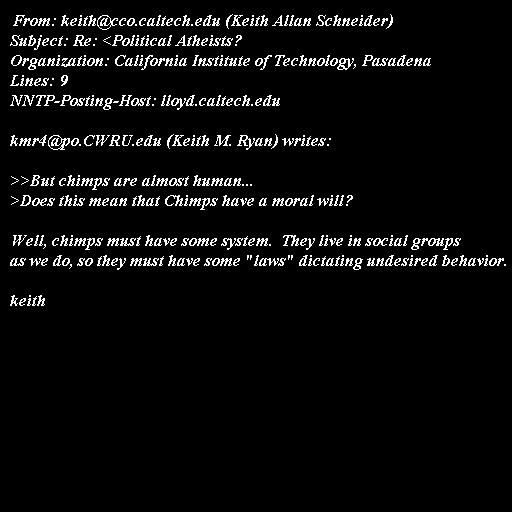 From: keith@cco.caltech.edu (Keith Allan Schneider)
Subject: Re: <Political Atheists?
Organization: California Institute of Technology, Pasadena
Lines: 9
NNTP-Posting-Host: lloyd.caltech.edu

kmr4@po.CWRU.edu (Keith M. Ryan) writes:

>>But chimps are almost human...
>Does this mean that Chimps have a moral will?

Well, chimps must have some system.  They live in social groups
as we do, so they must have some "laws" dictating undesired behavior.

keith